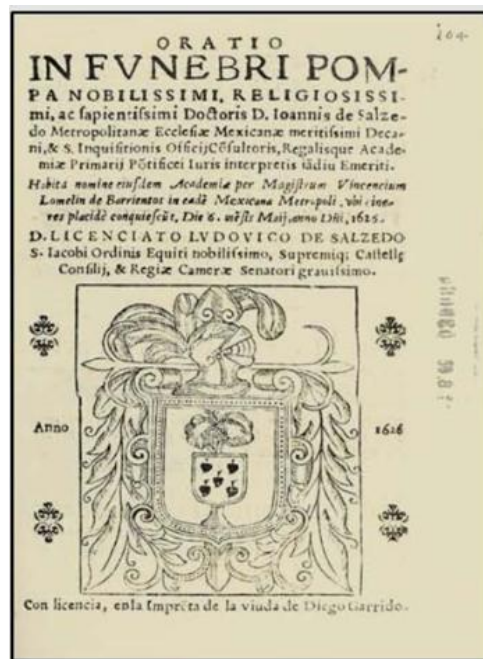 104
ORATIO
IN FVNEBRI POM-
PA NOBILISSIMI, RELIGIOSISSI-
mi, ac sapientissimi Doctoris D. Ioannis de Salze-
do Metropolitanæ Ecclesiæ Mexicanæ meritissimi Deca-
ni, & S. Inquisitionis Officij Cõsultoris, Regalisque Acade-
miæ Primarij Põtificei Iuris interpretis iãdiu Emeriti.
Habita nomine eiusdem Academiæ per Magistrum Vincencium
Lomelin de Barrientos in eadẽ Mexicana Metropoli, vbi cine-
res placidè conquiescũt, Die 6. mẽsis Maij, anno Dñi, 1625.
D. LICENCIATO LVDOVICO DE SALZEDO
S. Iacobi Ordinis Equiti nobilissimo, Supremiq; Castellę
Consilij, & Regiæ Cameræ Senatori grauissimo.
Anno 1626
Con licencia, enla Imprẽta de la viuda de Diego Garrido.